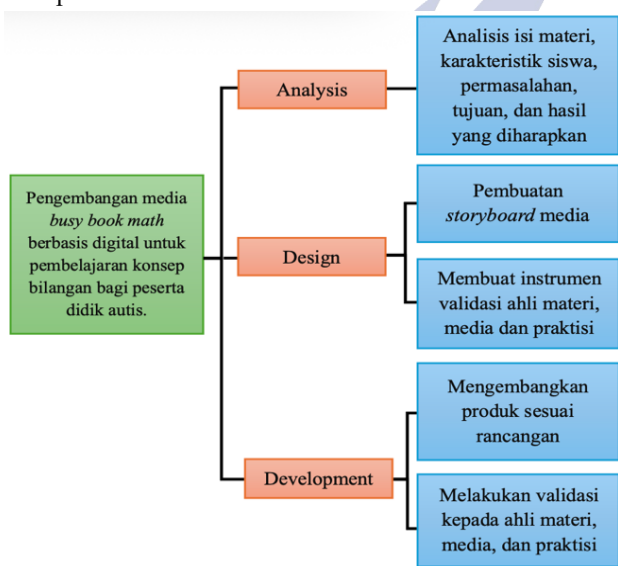 Pengembangan media
busy book math
berbasis digital untuk
pembelajaran konsep
bilangan bagi peserta
didik autis.
Analysis
Analisis isi materi,
karakteristik siswa,
permasalahan,
tujuan, dan hasil
yang diharapkan
Design
Pembuatan
storyboard media
Membuat instrumen
validasi ahli materi,
media dan praktisi
Development
Mengembangkan
produk sesuai
rancangan
Melakukan validasi
kepada ahli materi,
media, dan praktisi